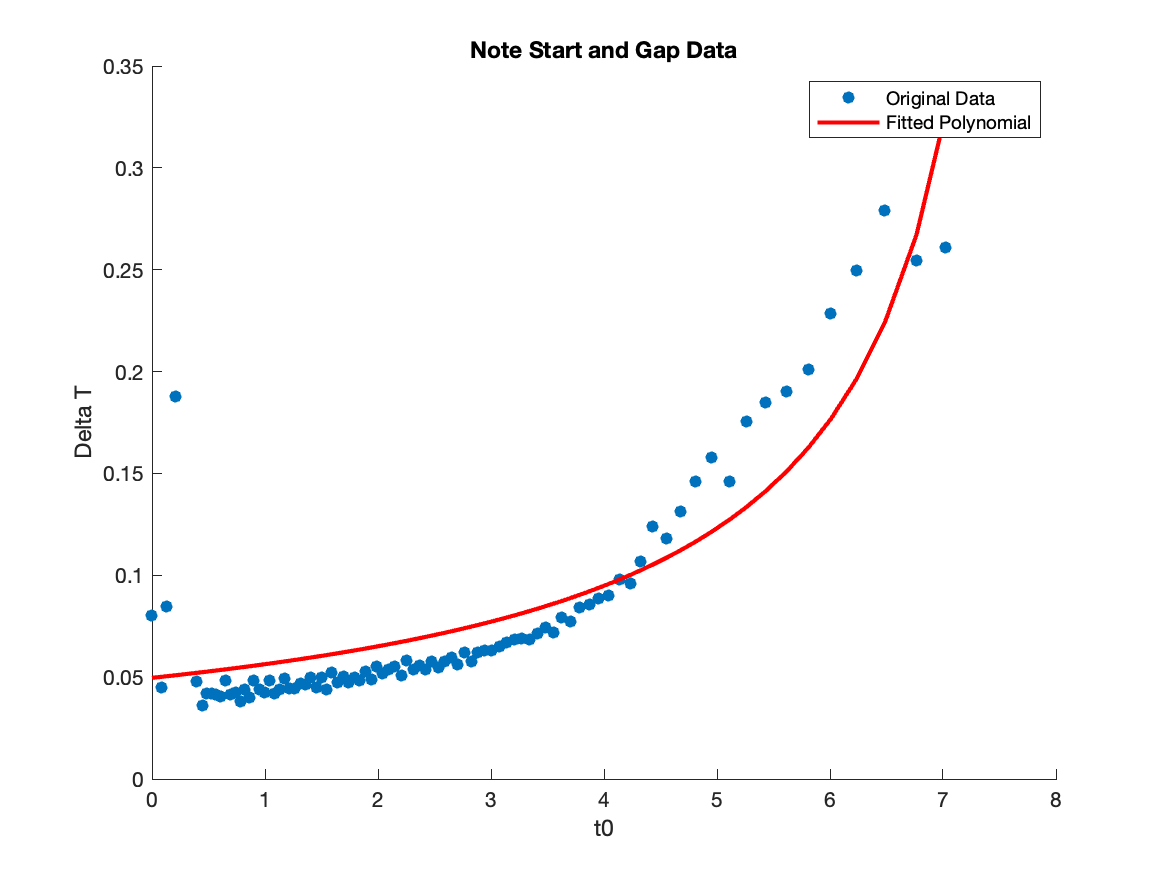 Note Start and Gap Data
0.35
0.3
0.25
0.2
0.15
0.1
0.05
0
Delta T
Original Data
Fitted Polynomial
0 1 2 3 4 5 6 7 8
t0